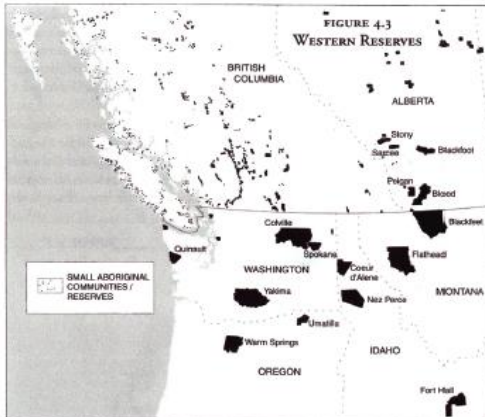 FIGURE 4-3
WESTERN RESERVES
BRITISH
COLUMBIA
ALBERTA
Stony
Sarcee
Blackfoot
Peigan
Blood
Blackfeet
Colville
Spokane
Quinault
WASHINGTON
Coeur
d'Alene
Flathead
SMALL ABORIGINAL
COMMUNITIES /
RESERVES
Yakima
Nez Perce
MONTANA
Umatilla
Warm Springs
IDAHO
OREGON
Fort Hall